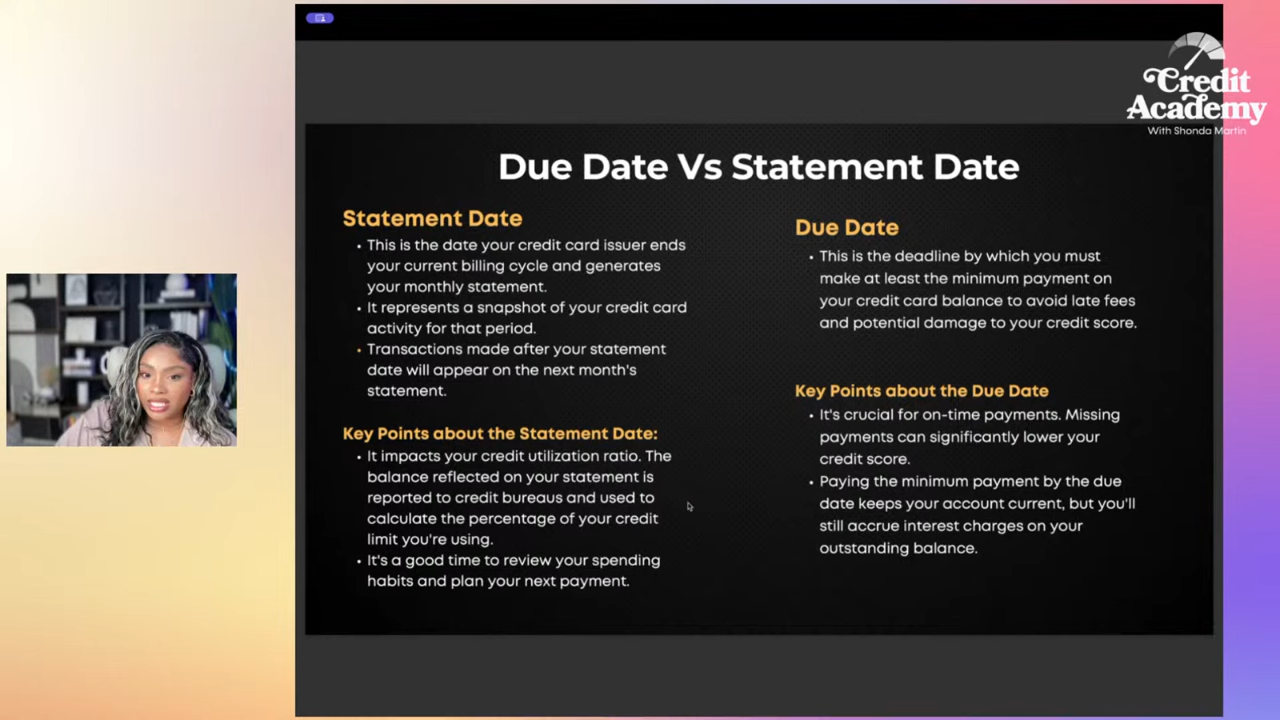 Credit
Academy
With Shonda Martin
Due Date Vs Statement Date
Statement Date
• This is the date your credit card issuer ends
your current billing cycle and generates
your monthly statement.
• It represents a snapshot of your credit card
activity for that period.
• Transactions made after your statement
date will appear on the next month's
statement.
Key Points about the Statement Date:
• It impacts your credit utilization ratio. The
balance reflected on your statement is
reported to credit bureaus and used to
calculate the percentage of your credit
limit you're using.
• It's a good time to review your spending
habits and plan your next payment.
Due Date
• This is the deadline by which you must
make at least the minimum payment on
your credit card balance to avoid late fees
and potential damage to your credit score.
Key Points about the Due Date
• It's crucial for on-time payments. Missing
payments can significantly lower your
credit score.
• Paying the minimum payment by the due
date keeps your account current, but you'll
still accrue interest charges on your
outstanding balance.